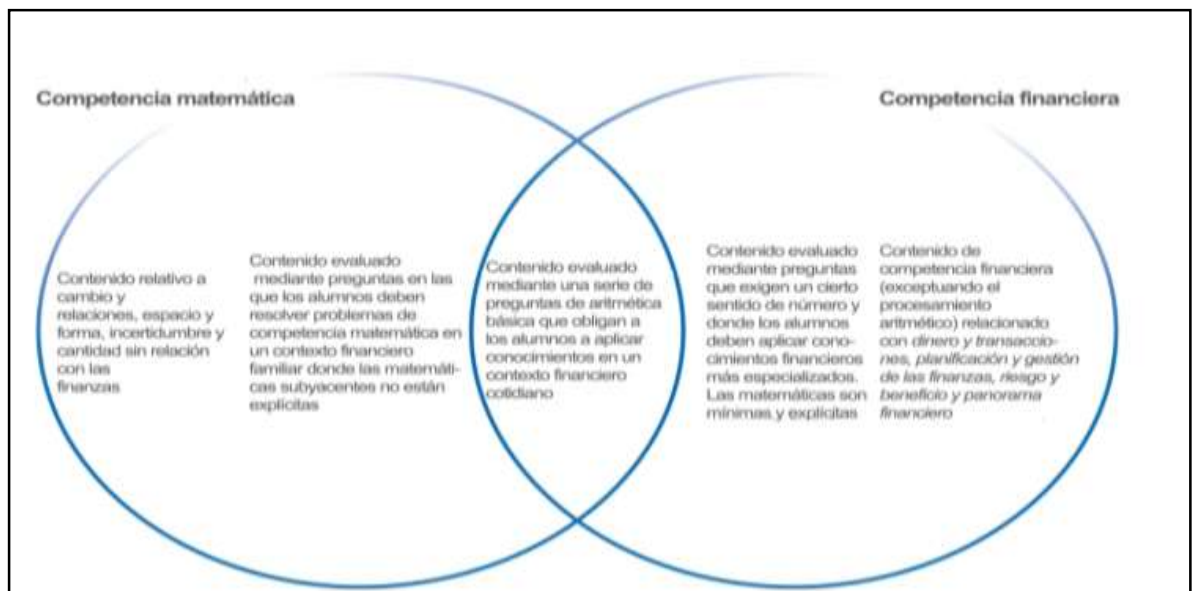 Competencia matemática
Competencia financiera
Contenido relativo a
cambio y
relaciones, espacio y
forma, incertidumbre y
cantidad sin relación
con las
finanzas
Contenido evaluado
mediante preguntas en las
que los alumnos deben
resolver problemas de
competencia matemática en
un contexto financiero
familiar donde las matemáti-
cas subyacentes no están
explícitas
Contenido evaluado
mediante una serie de
preguntas de aritmética
básica que obligan a
los alumnos a aplicar
conocimientos en un
contexto financiero
cotidiano
Contenido evaluado
mediante preguntas
que exigen un cierto
sentido de número y
donde los alumnos
deben aplicar cono-
cimientos financieros
más especializados.
Las matemáticas son
mínimas y explícitas
Contenido de
competencia financiera
(exceptuando el
procesamiento
aritmético) relacionado
con dinero y transaccio-
nes, planificación y gestión
de las finanzas, riesgo y
beneficio y panorama
financiero